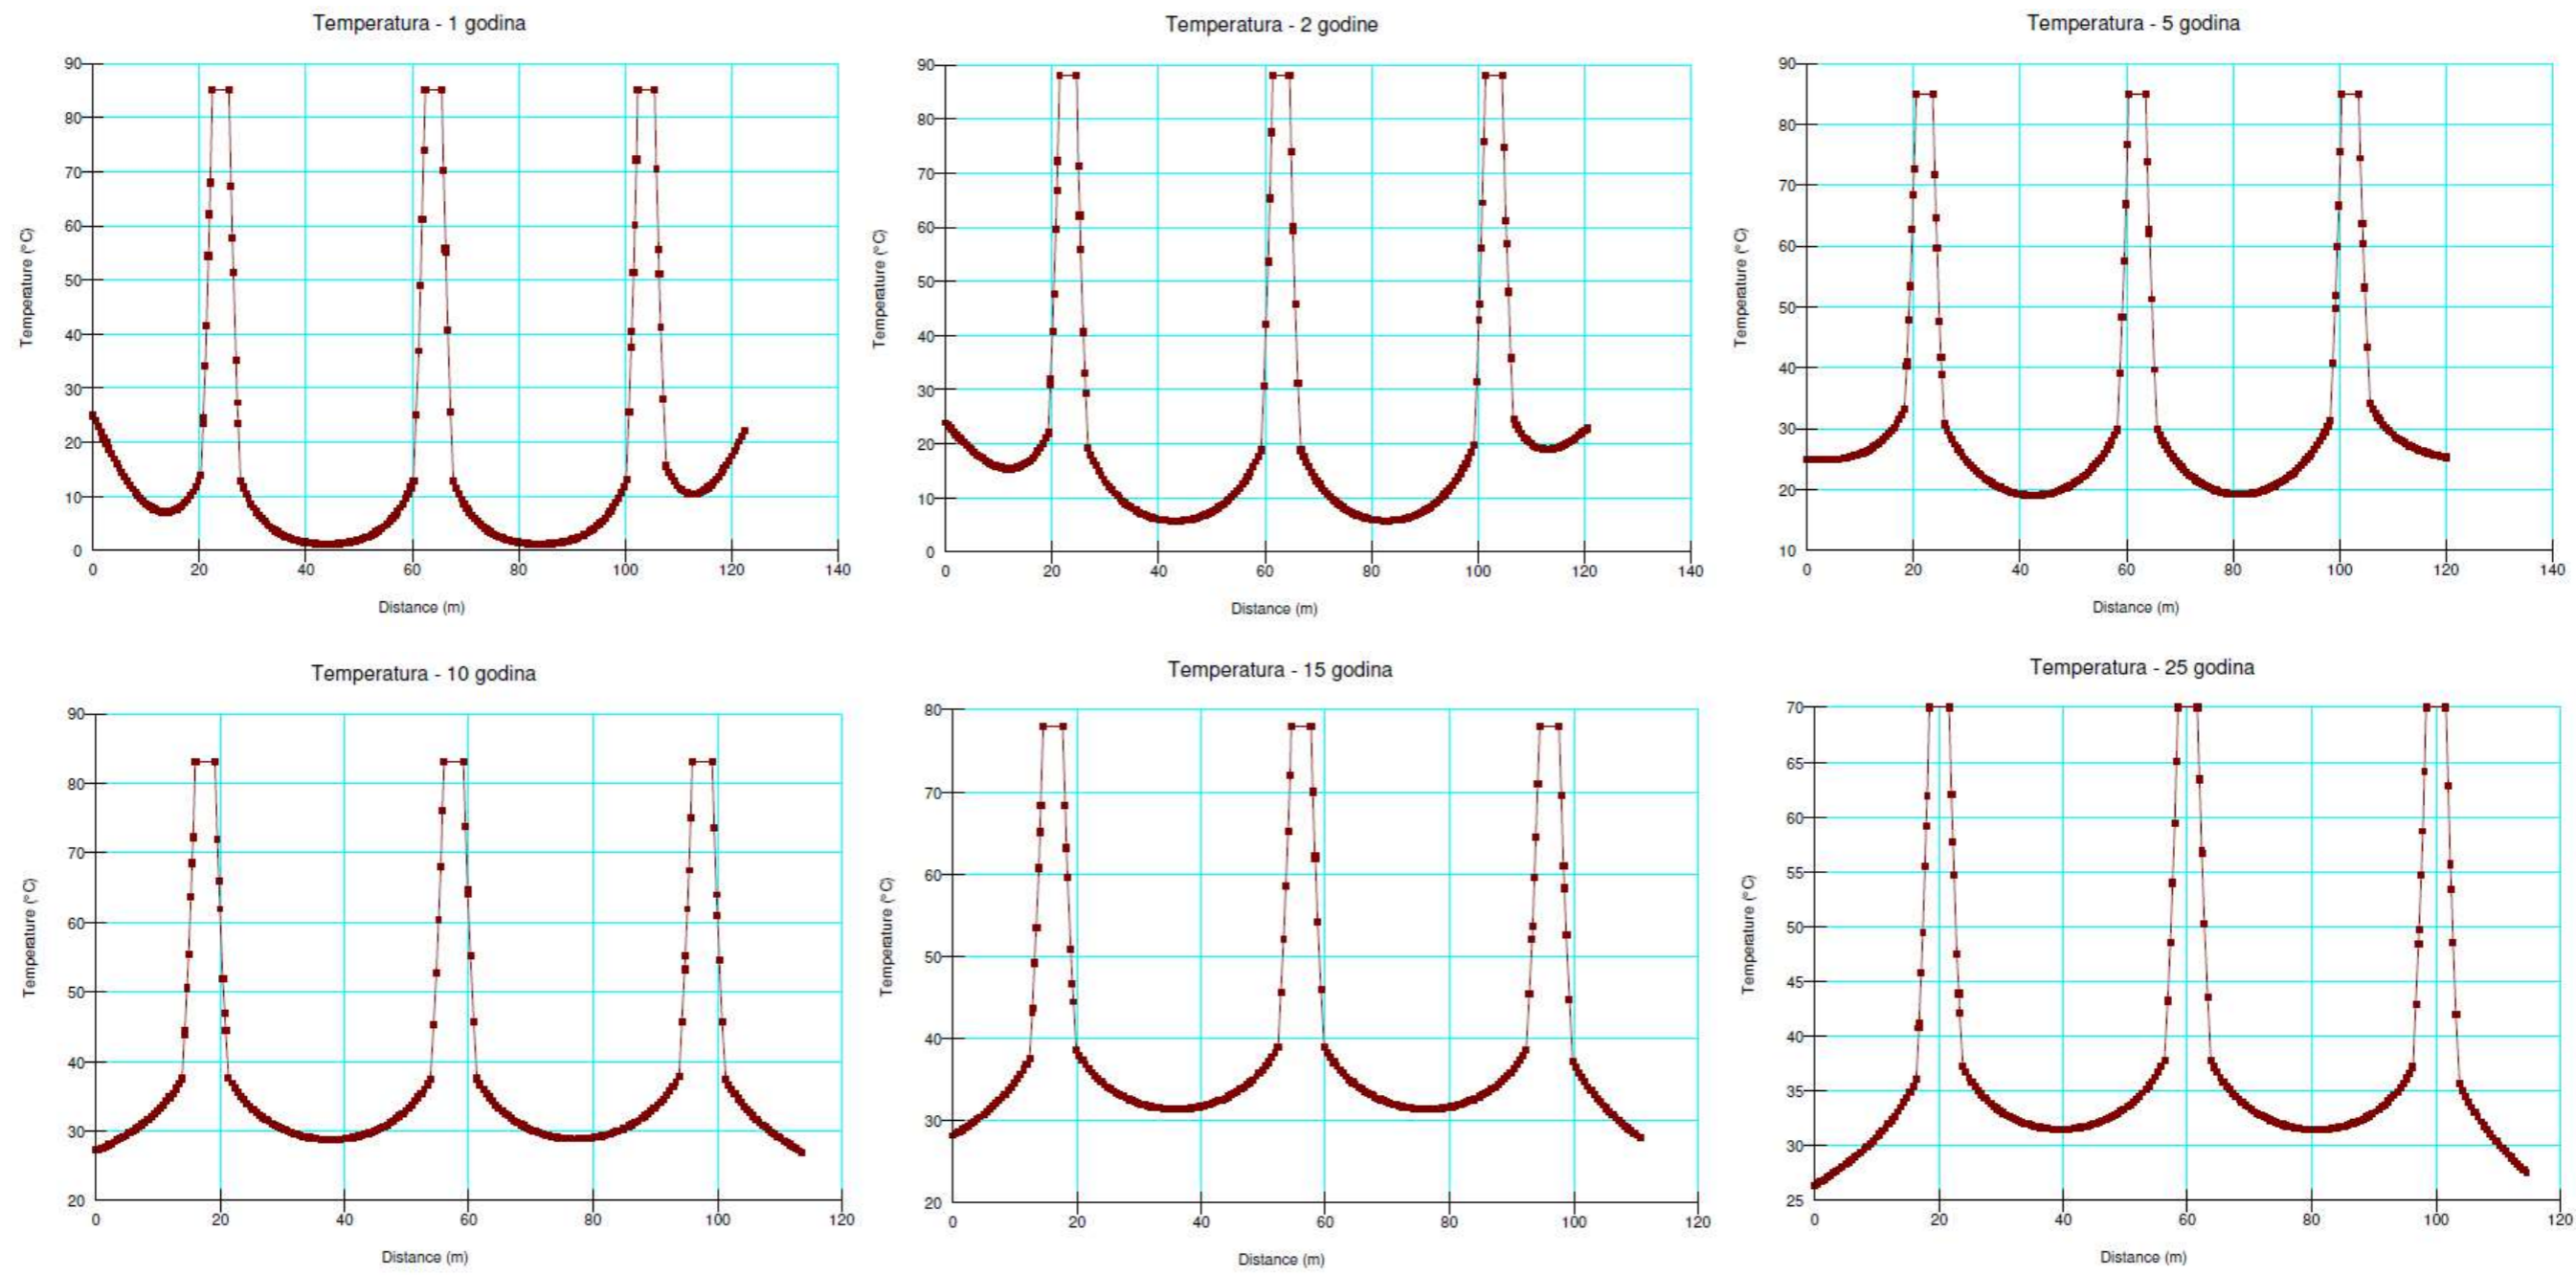 Temperatura - 1 godina
Temperature (°C)
90
80
70
60
50
40
30
20
10
0
0 20 40 60 80 100 120 140
Distance (m)
Temperatura - 2 godine
Temperature (°C)
90
80
70
60
50
40
30
20
10
0
0 20 40 60 80 100 120 140
Distance (m)
Temperatura - 5 godina
Temperature (°C)
90
80
70
60
50
40
30
20
10
0 20 40 60 80 100 120 140
Distance (m)
Temperatura - 10 godina
Temperature (°C)
90
80
70
60
50
40
30
20
0 20 40 60 80 100 120
Distance (m)
Temperatura - 15 godina
Temperature (°C)
80
70
60
50
40
30
20
0 20 40 60 80 100 120
Distance (m)
Temperatura - 25 godina
Temperature (°C)
70
65
60
55
50
45
40
35
30
25
0 20 40 60 80 100 120
Distance (m)